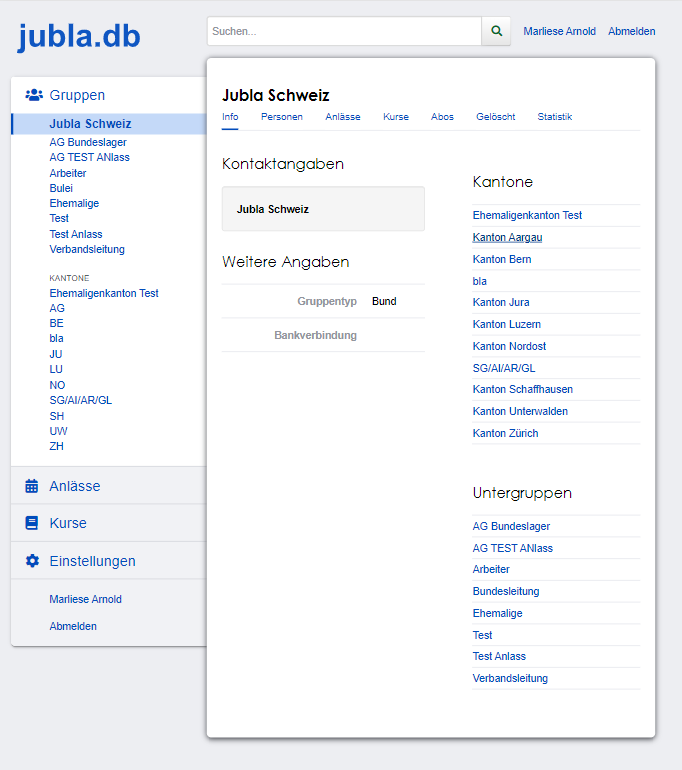 jubla.db
Suchen...
Marliese Arnold
Abmelden
Gruppen
Jubla Schweiz
AG Bundeslager
AG TEST ANlass
Arbeiter
Bulei
Ehemalige
Test
Test Anlass
Verbandsleitung
KANTONE
Ehemaligenkanton Test
AG
BE
bla
JU
LU
NO
SG/AI/AR/GL
SH
UW
ZH
Anlässe
Kurse
Einstellungen
Marliese Arnold
Abmelden
Jubla Schweiz
Info Personen Anlässe Kurse Abos Gelöscht Statistik
Kontaktangaben
Jubla Schweiz
Weitere Angaben
Gruppentyp Bund
Bankverbindung
Kantone
Ehemaligenkanton Test
Kanton Aargau
Kanton Bern
bla
Kanton Jura
Kanton Luzern
Kanton Nordost
SG/AI/AR/GL
Kanton Schaffhausen
Kanton Unterwalden
Kanton Zürich
Untergruppen
AG Bundeslager
AG TEST ANlass
Arbeiter
Bundesleitung
Ehemalige
Test
Test Anlass
Verbandsleitung